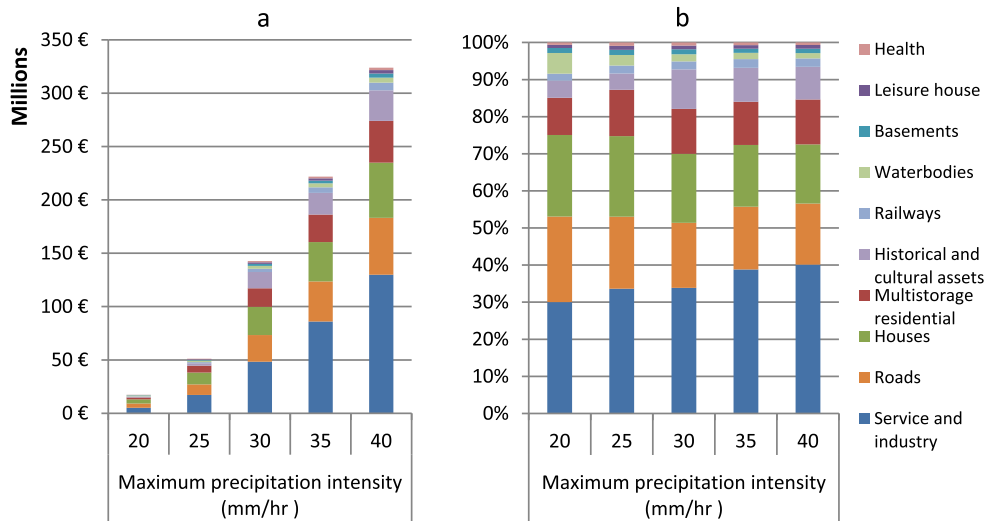 a
Millions
350 €
300 €
250 €
200 €
150 €
100 €
50 €
0 €
20 25 30 35 40
Maximum precipitation intensity
(mm/hr )
b
100%
90%
80%
70%
60%
50%
40%
30%
20%
10%
0%
20 25 30 35 40
Maximum precipitation intensity
(mm/hr )
Health
Leisure house
Basements
Waterbodies
Railways
Historical and
cultural assets
Multistorage
residential
Houses
Roads
Service and
industry